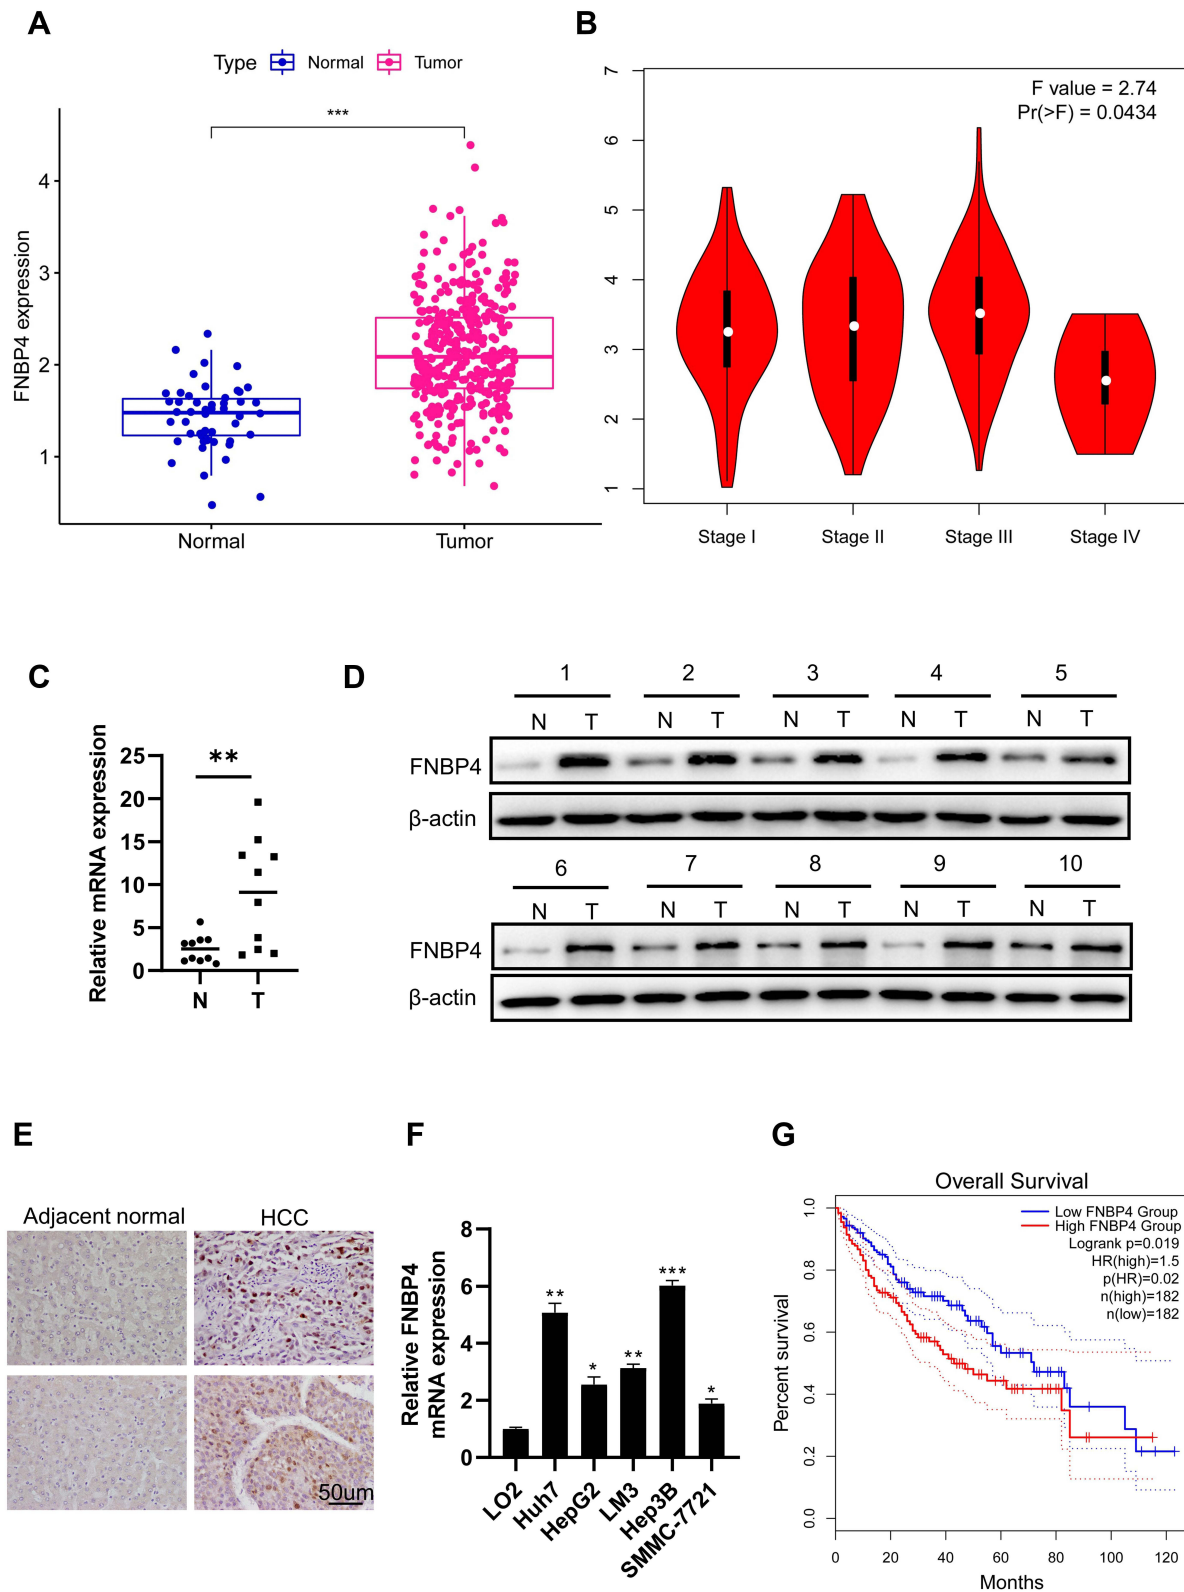 A
Type Normal Tumor
***
FNBP4 expression
4
3
2
1
Normal Tumor
B
F value = 2.74
Pr(>F) = 0.0434
7
6
5
4
3
2
1
Stage I Stage II Stage III Stage IV
C
**
Relative mRNA expression
25
20
15
10
5
0
N T
D
1 2 3 4 5
N T N T N T N T N T
FNBP4
β-actin
6 7 8 9 10
N T N T N T N T N T
FNBP4
β-actin
E
Adjacent normal HCC
50um
F
Relative FNBP4
mRNA expression
8
6
4
2
0
** * ** *** *
LO2 Huh7 HepG2 LM3 Hep3B SMMC-7721
G
Overall Survival
Low FNBP4 Group
High FNBP4 Group
Logrank p=0.019
HR(high)=1.5
p(HR)=0.02
n(high)=182
n(low)=182
Percent survival
1.0
0.8
0.6
0.4
0.2
0.0
0 20 40 60 80 100 120
Months